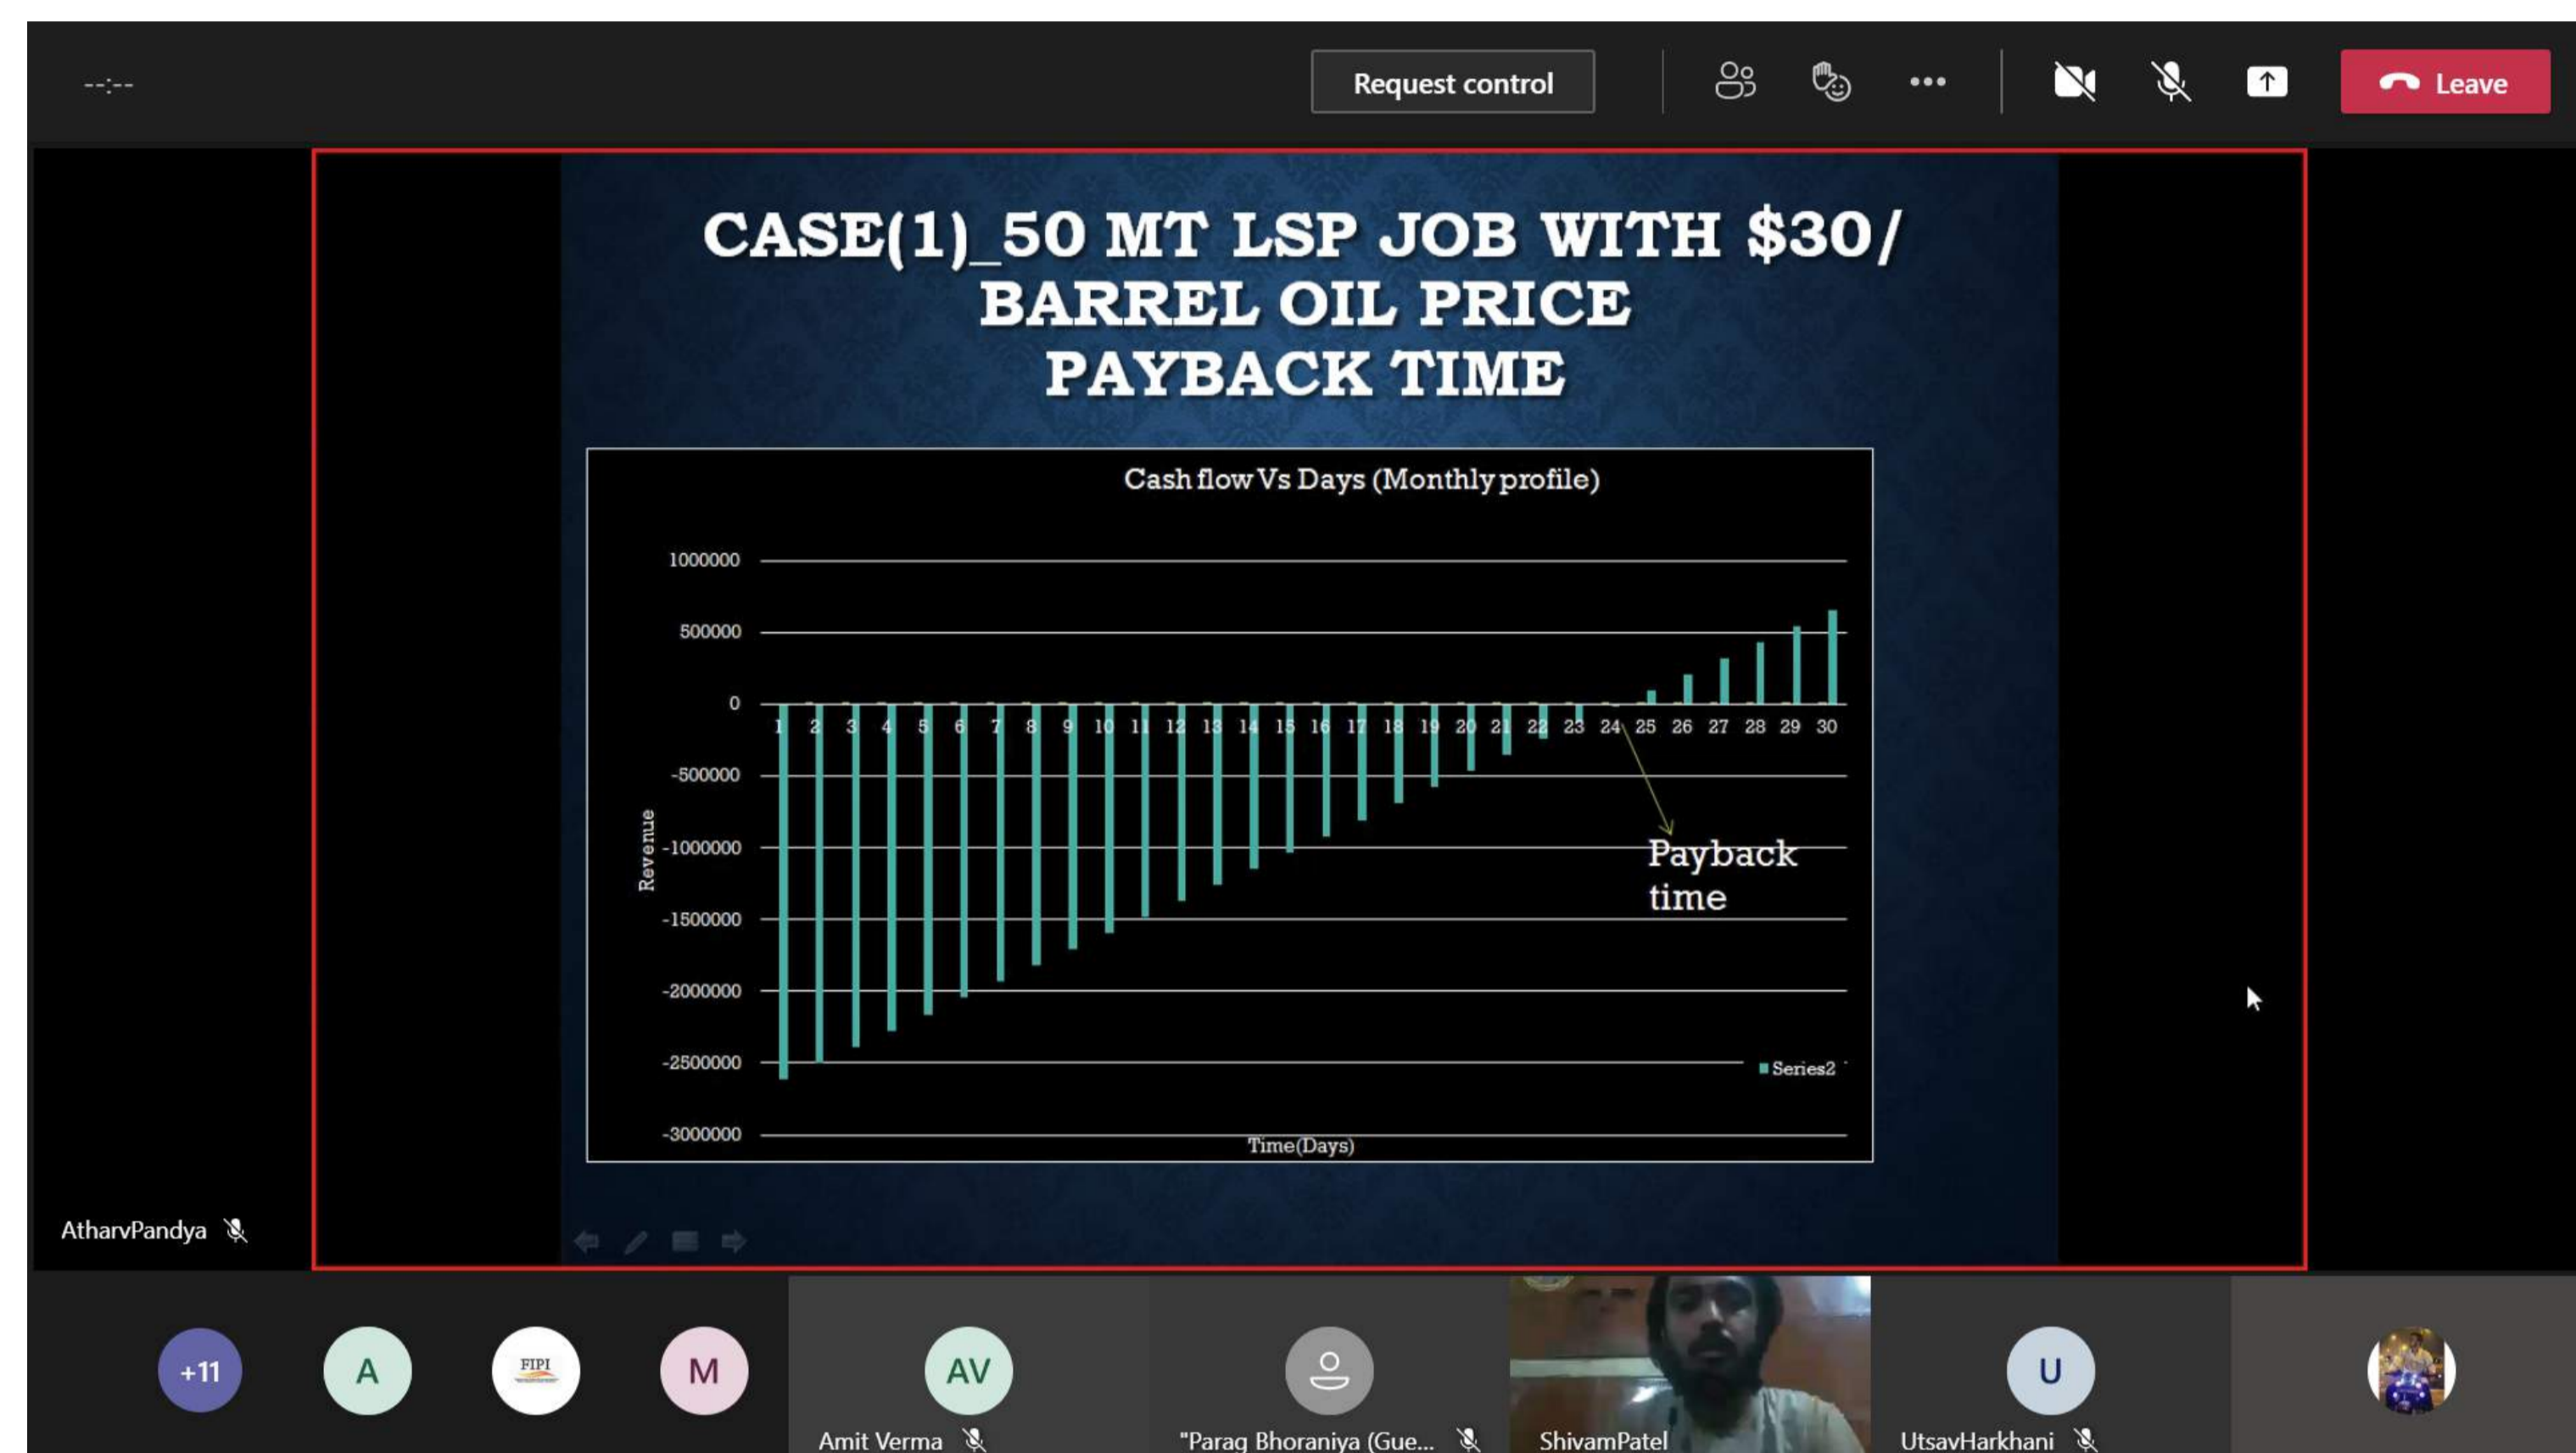 --:--
Request control
Leave
CASE(1)_50 MT LSP JOB WITH $30/
BARREL OIL PRICE
PAYBACK TIME
Cash flow Vs Days (Monthly profile)
1000000
500000
0
1 2 3 4 5 6 7 8 9 10 11 12 13 14 15 16 17 18 19 20 21 22 23 24 25 26 27 28 29 30
-500000
-1000000
-1500000
-2000000
-2500000
-3000000
Revenue
Payback
time
Series2
Time(Days)
AtharvPandya
+11
A
FIPI
M
AV
U
Amit Verma
"Parag Bhoraniya (Gue...
ShivamPatel
UtsavHarkhani